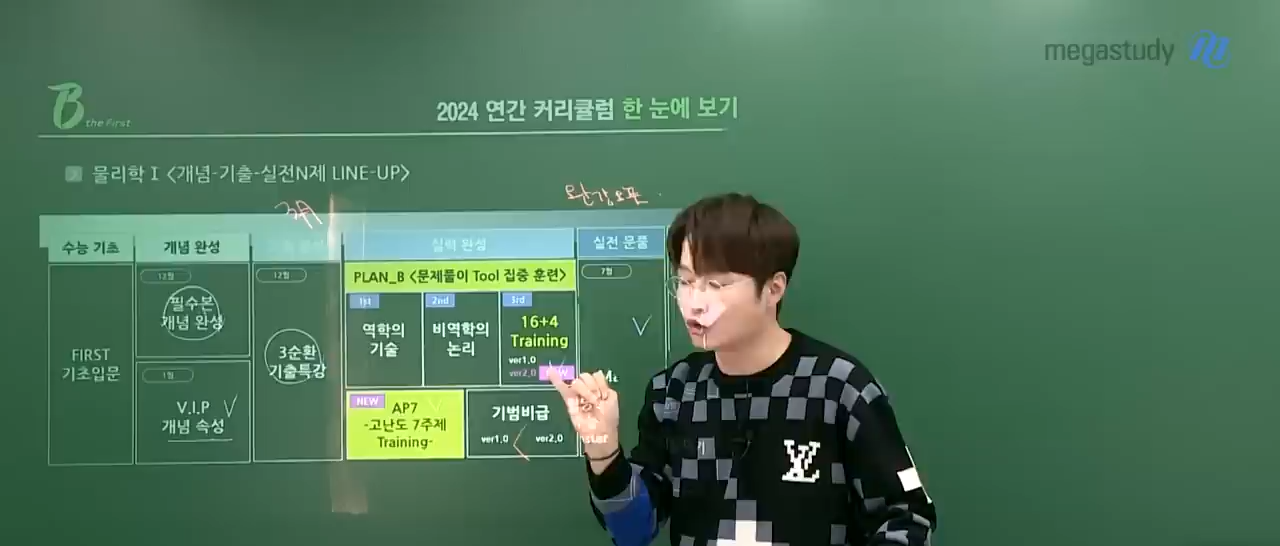 megastudy
B
the First
2024 연간 커리큘럼 한 눈에 보기
물리학 I <개념-기출-실전N제 LINE-UP>
수능 기초
개념 완성
실력 완성
실전 문풀
12월
12월
7월
PLAN_B <문제풀이 Tool 집중 훈련>
필수본
개념 완성
1st
2nd
3rd
역학의
기술
비역학의
논리
16+4
Training
ver1.0
ver2.0
FIRST
기초입문
3순환
기출특강
1월
V.I.P
개념 속성
NEW
AP7
-고난도 7주제
Training-
기범비급
ver1.0
ver2.0
LV